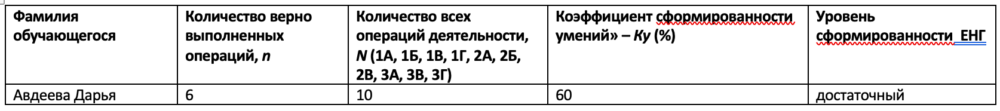 Фамилия
обучающегося
Количество верно
выполненных
операций, n
Количество всех
операций деятельности,
N (1А, 1Б, 1В, 1Г, 2А, 2Б,
2В, 3А, 3В, 3Г)
Коэффициент сформированности
умений» – Ку (%)
Уровень
сформированности ЕНГ
Авдеева Дарья
6
10
60
достаточный